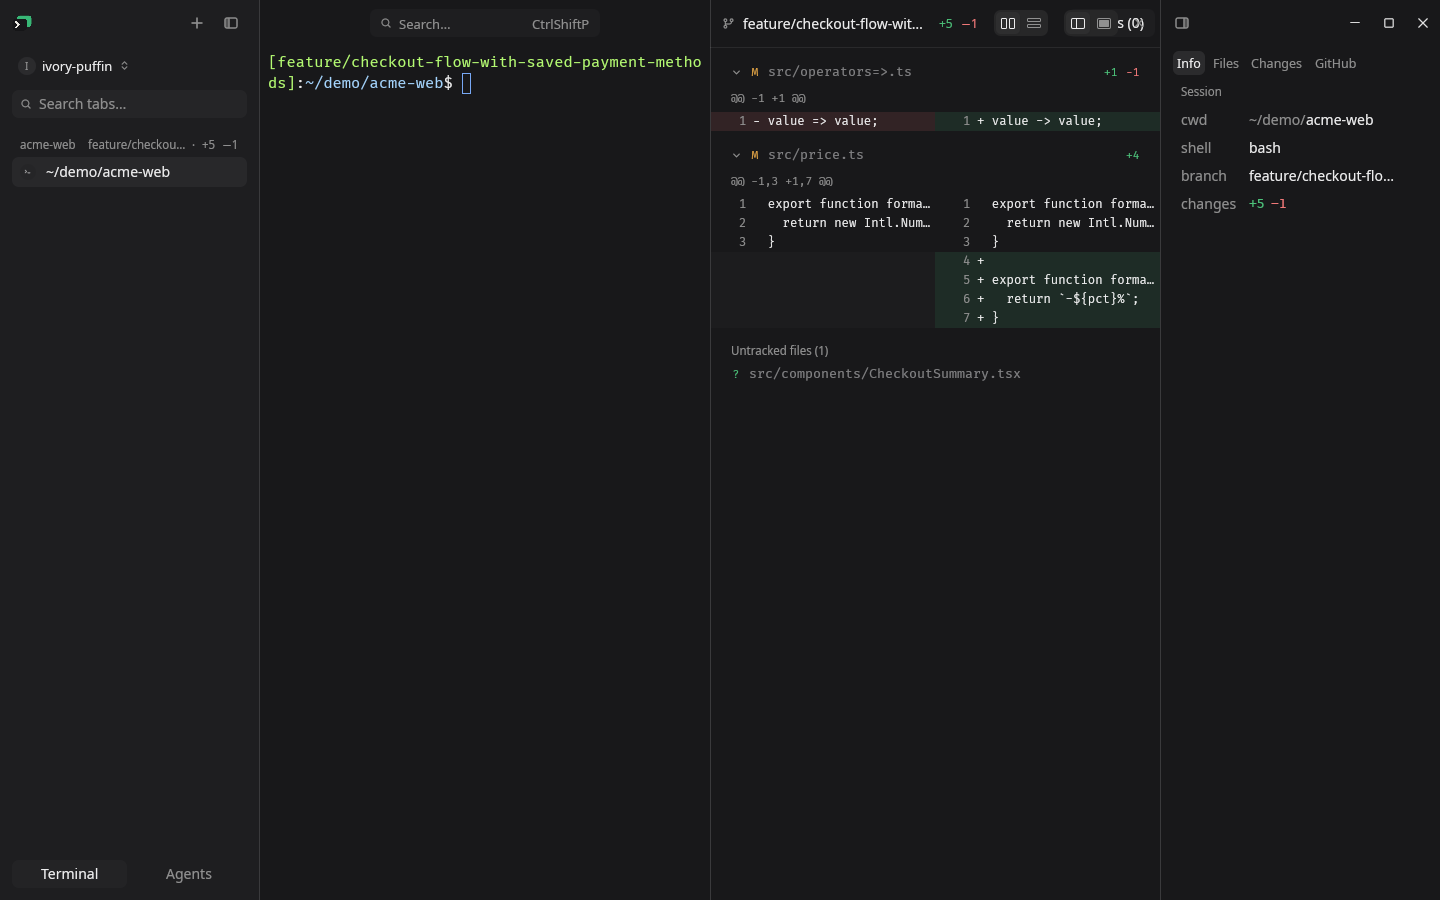 Search...
CtrlShiftP
feature/checkout-flow-wit...
+5 −1
s (0)
I
ivory-puffin
Search tabs...
acme-web feature/checkou... · +5 −1
~/demo/acme-web
Terminal
Agents
[feature/checkout-flow-with-saved-payment-metho
ds]:~/demo/acme-web$
M src/operators=>.ts +1 -1
@@ -1 +1 @@
1 - value => value;
1 + value -> value;
M src/price.ts +4
@@ -1,3 +1,7 @@
1 export function forma…
2 return new Intl.Num…
3 }
1 export function forma…
2 return new Intl.Num…
3 }
4 +
5 + export function forma…
6 + return `-${pct}%`;
7 + }
Untracked files (1)
? src/components/CheckoutSummary.tsx
Info
Files
Changes
GitHub
Session
cwd ~/demo/acme-web
shell bash
branch feature/checkout-flo...
changes +5 −1